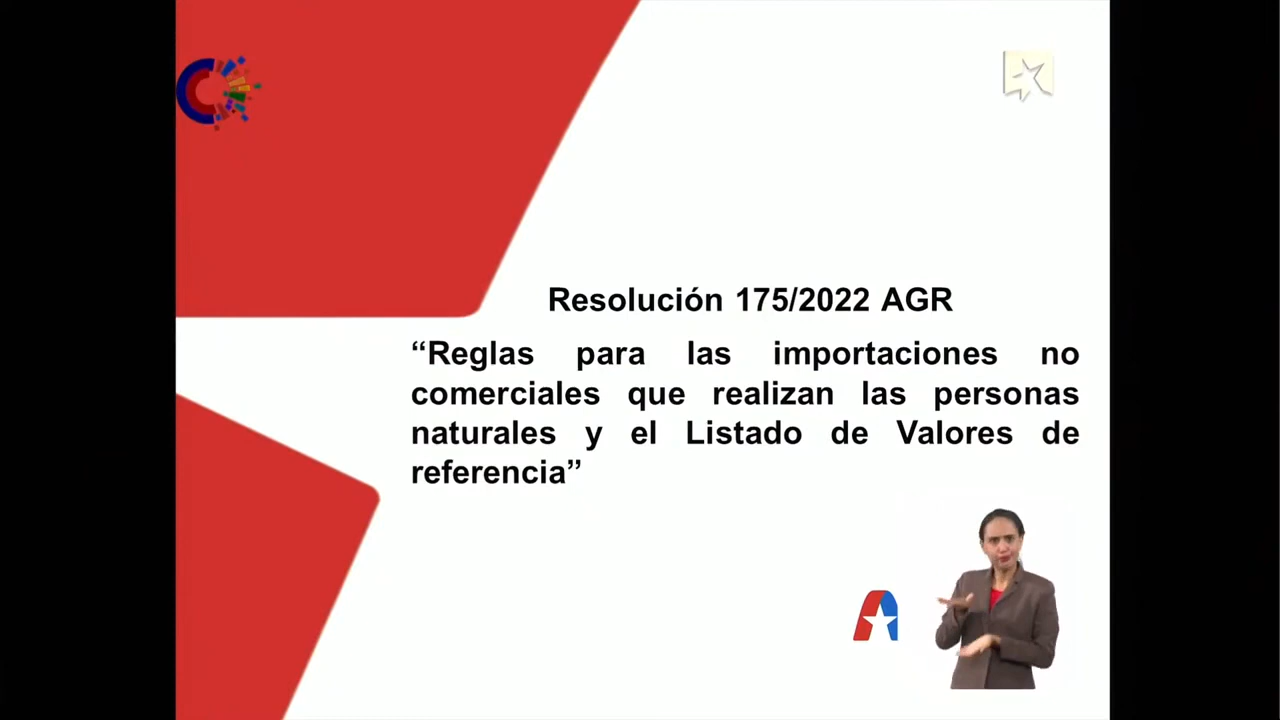 Resolución 175/2022 AGR
“Reglas para las importaciones no
comerciales que realizan las personas
naturales y el Listado de Valores de
referencia”